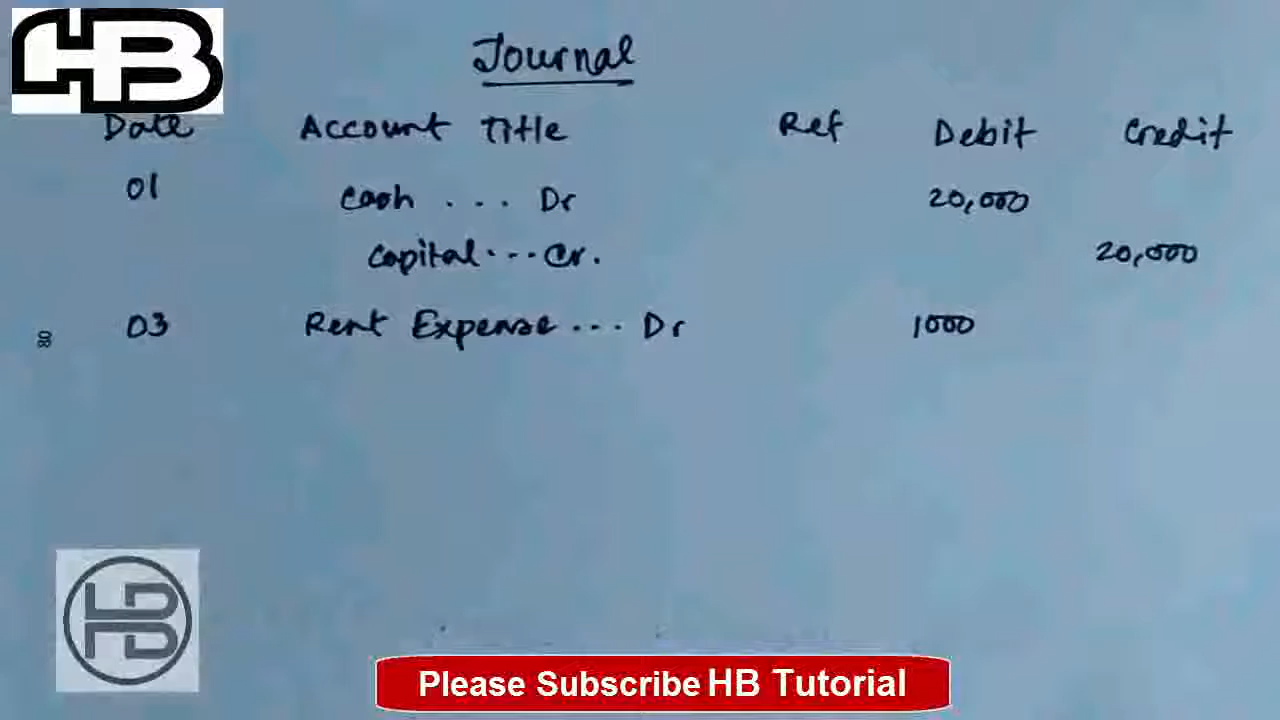 HB
Journal
Date Account Title Ref Debit Credit
01 Cash ... Dr 20,000
Capital ... Cr. 20,000
03 Rent Expense ... Dr 1000
Please Subscribe HB Tutorial